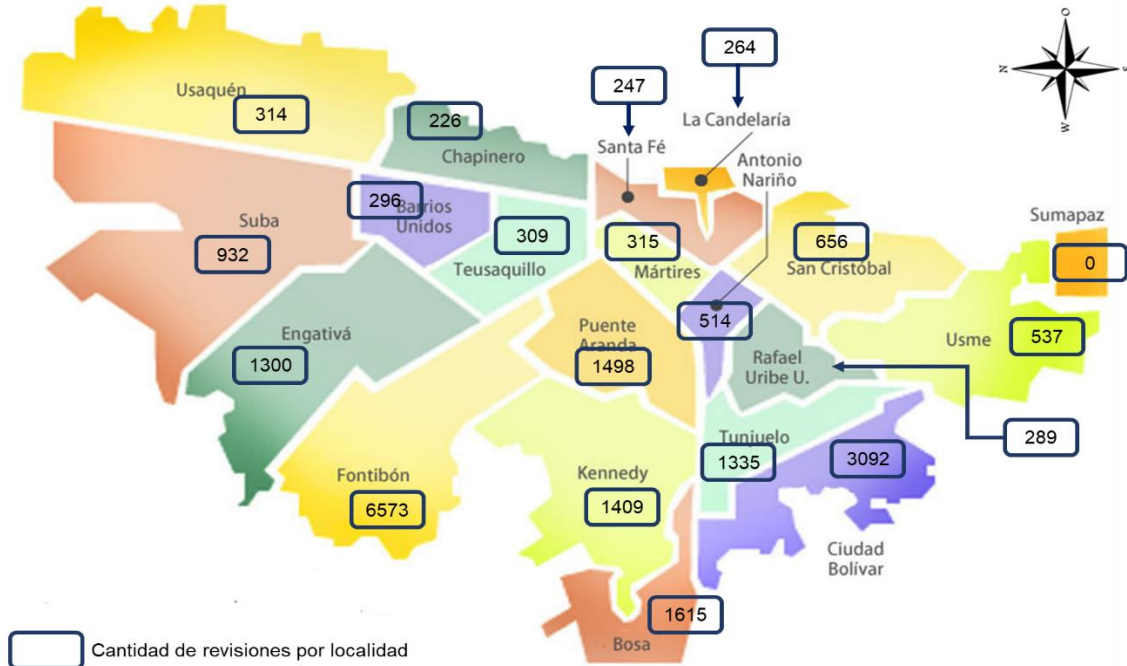 O
N
S
W
264
247
La Candelaría
Usaquén
314
226
Santa Fé
Chapinero
Antonio
Nariño
296
Barrios
Unidos
Suba
932
309
Teusaquillo
315
Mártires
656
San Cristóbal
Sumapaz
0
514
Engativá
1300
Puente
Aranda
1498
Rafael
Uribe U.
Usme
537
289
Tunjuelo
1335
3092
Fontibón
6573
Kennedy
1409
Ciudad
Bolívar
1615
Bosa
Cantidad de revisiones por localidad